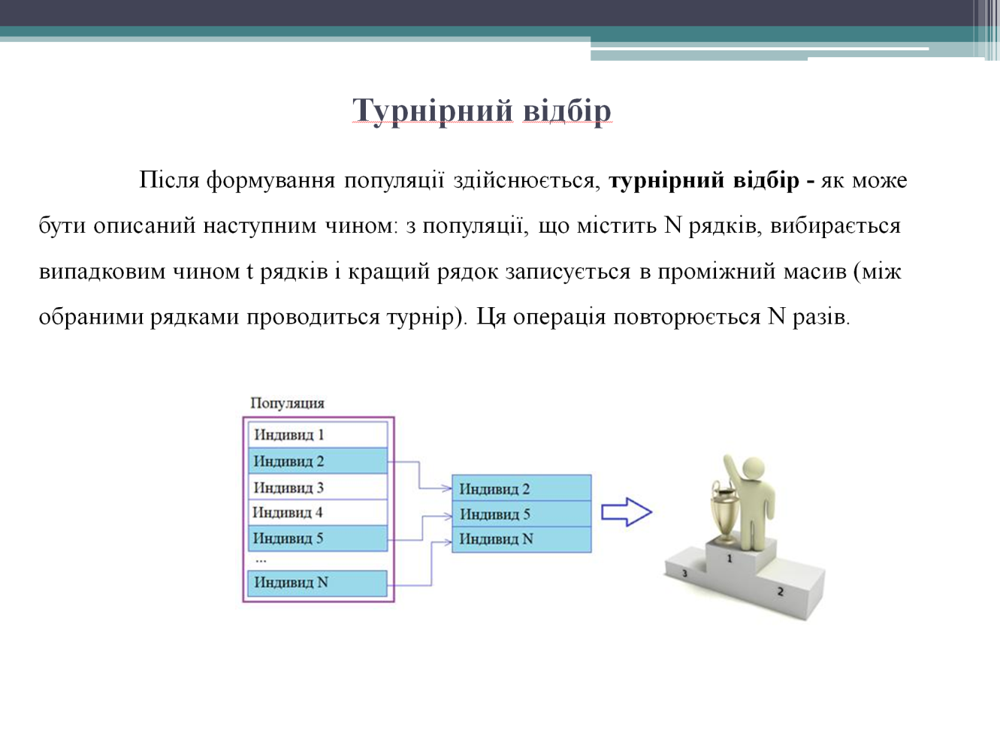 Турнірний відбір
Після формування популяції здійснюється, турнірний відбір - як може
бути описаний наступним чином: з популяції, що містить N рядків, вибирається
випадковим чином t рядків і кращий рядок записується в проміжний масив (між
обраними рядками проводиться турнір). Ця операція повторюється N разів.
Популяция
Индивид 1
Индивид 2
Индивид 3
Индивид 4
Индивид 5
...
Индивид N
Индивид 2
Индивид 5
Индивид N
1
3
2